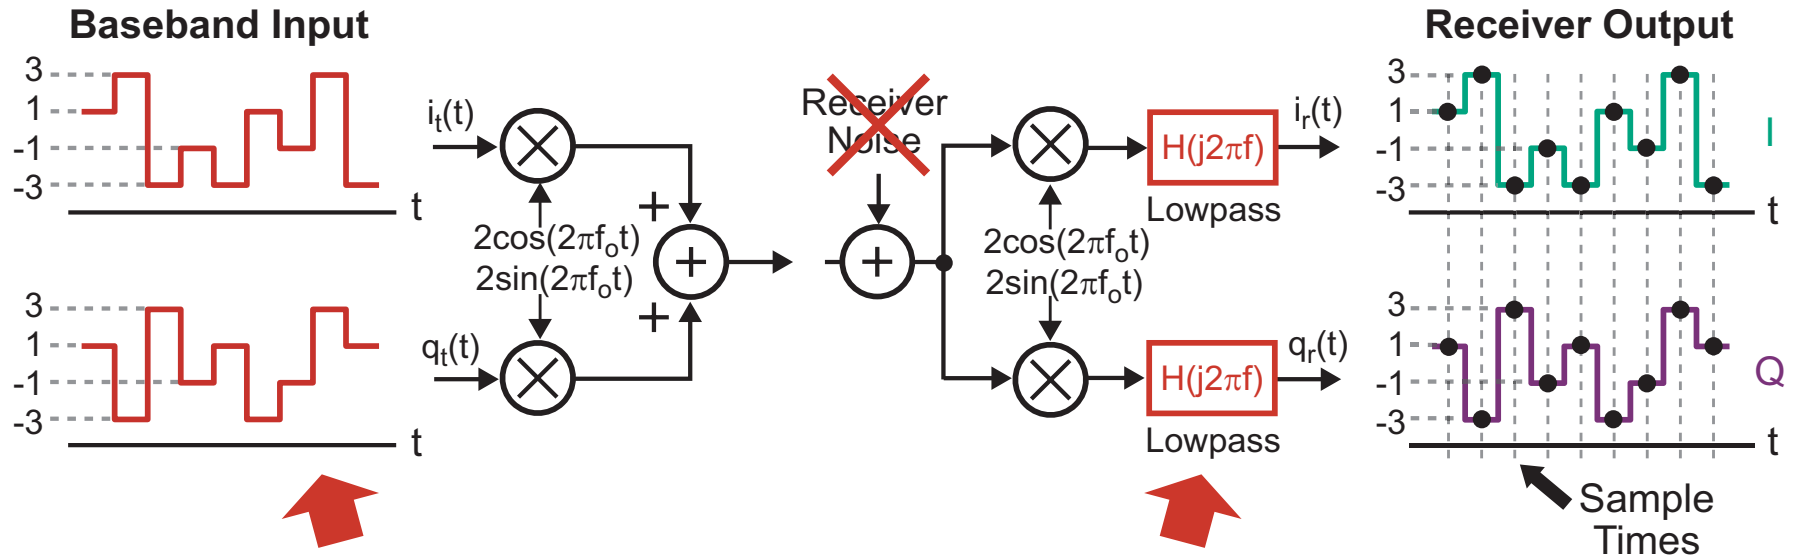 Baseband Input
3
1
-1
-3
t
3
1
-1
-3
t
i_t(t)
q_t(t)
2cos(2πf_ot)
2sin(2πf_ot)
+
+
+
Receiver
Noise
+
2cos(2πf_ot)
2sin(2πf_ot)
H(j2πf)
Lowpass
H(j2πf)
Lowpass
i_r(t)
q_r(t)
Receiver Output
3
1
-1
-3
I
t
3
1
-1
-3
Q
t
Sample
Times